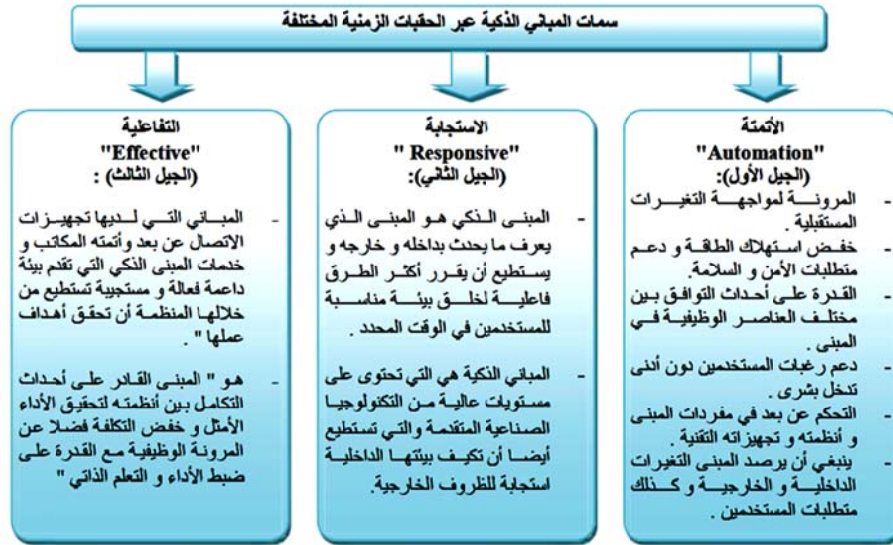 سمات المباني الذكية عبر الحقبات الزمنية المختلفة
الأتمتة
"Automation"
(الجيل الأول):
- المرونة لمواجهة التغيرات
المستقبلية .
- خفض استهلاك الطاقة و دعم
متطلبات الأمن و السلامة.
- القدرة على أحداث التوافق بين
مختلف العناصر الوظيفية في
المبنى .
- دعم رغبات المستخدمين دون أدنى
تدخل بشرى .
- التحكم عن بعد في مفردات المبنى
و أنظمته و تجهيزاته التقنية .
- ينبغي أن يرصد المبنى التغيرات
الداخلية و الخارجية و كذلك
متطلبات المستخدمين .
الاستجابة
" Responsive"
(الجيل الثاني):
- المبنى الذكي هو المبنى الذي
يعرف ما يحدث بداخله و خارجه و
يستطيع أن يقرر أكثر الطرق
فاعلية لخلق بيئة مناسبة
للمستخدمين في الوقت المحدد .
- المباني الذكية هي التي تحتوى على
مستويات عالية من التكنولوجيا
الصناعية المتقدمة والتي تستطيع
أيضا أن تكيف بيئتها الداخلية
استجابة للظروف الخارجية.
التفاعلية
"Effective"
(الجيل الثالث) :
- المباني التي لديها تجهيزات
الاتصال عن بعد وأتمته المكاتب و
خدمات المبنى الذكي التي تقدم بيئة
داعمة فعالة و مستجيبة تستطيع من
خلالها المنظمة أن تحقق أهداف
عملها " .
- هو " المبنى القادر على أحداث
التكامل بين أنظمته لتحقيق الأداء
الأمثل و خفض التكلفة فضلا عن
المرونة الوظيفية مع القدرة على
ضبط الأداء و التعلم الذاتي "